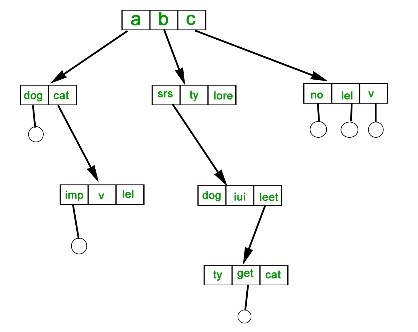 a b c
dog cat
srs ty lore
no lel v
imp v lel
dog iui leet
ty get cat